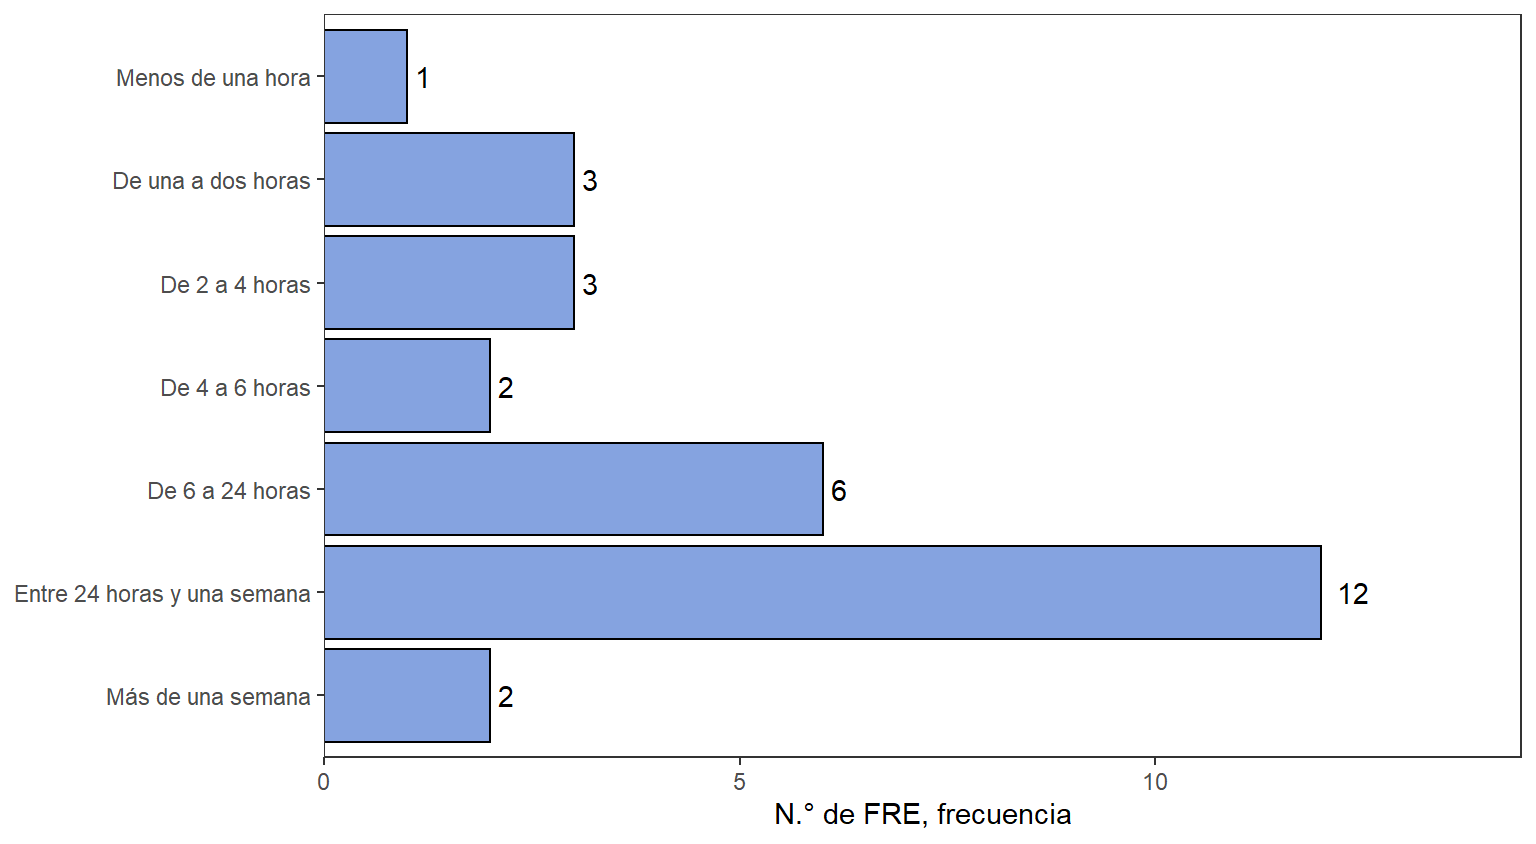 Menos de una hora 1
De una a dos horas 3
De 2 a 4 horas 3
De 4 a 6 horas 2
De 6 a 24 horas 6
Entre 24 horas y una semana 12
Más de una semana 2
0 5 10
N.° de FRE, frecuencia